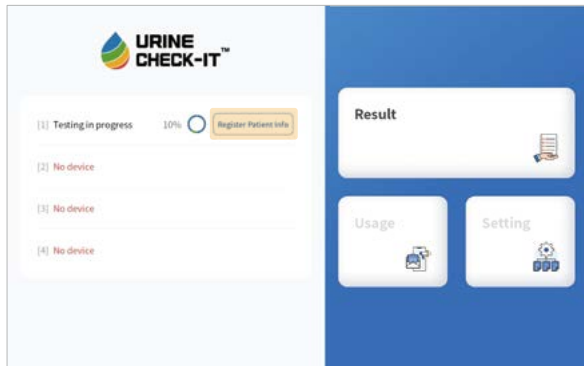 URINE
CHECK-IT™
[1] Testing in progress 10% Register Patient Info
[2] No device
[3] No device
[4] No device
Result
Usage
Setting